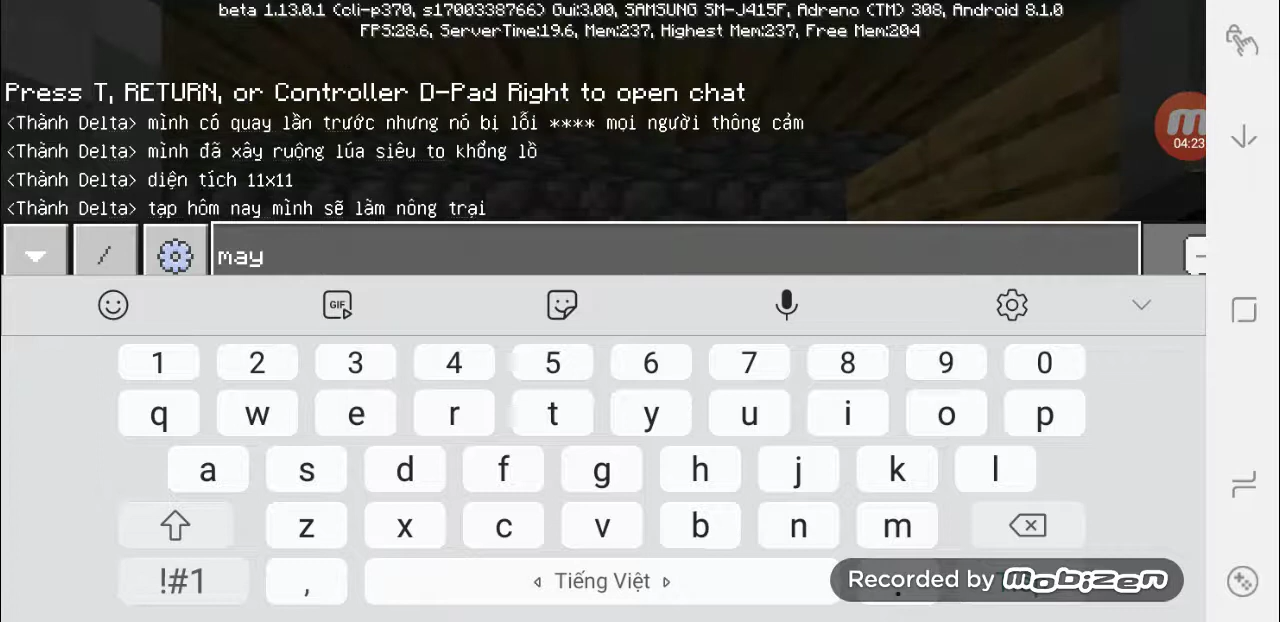 beta 1.13.0.1 (cli-p370, s1700338766) Gui:3.00, SAMSUNG SM-J415F, Adreno (TM) 308, Android 8.1.0
FPS:28.6, ServerTime:19.6, Mem:237, Highest Mem:237, Free Mem:204
Press T, RETURN, or Controller D-Pad Right to open chat
<Thành Delta> mình có quay lần trước nhưng nó bị lỗi **** mọi người thông cảm
<Thành Delta> mình đã xây ruộng lúa siêu to khổng lồ
<Thành Delta> diện tích 11x11
<Thành Delta> tạp hôm nay mình sẽ làm nông trại
04:23
/ may
GIF
1 2 3 4 5 6 7 8 9 0
q w e r t y u i o p
a s d f g h j k l
z x c v b n m
!#1 , Tiếng Việt .
Recorded by mobizen